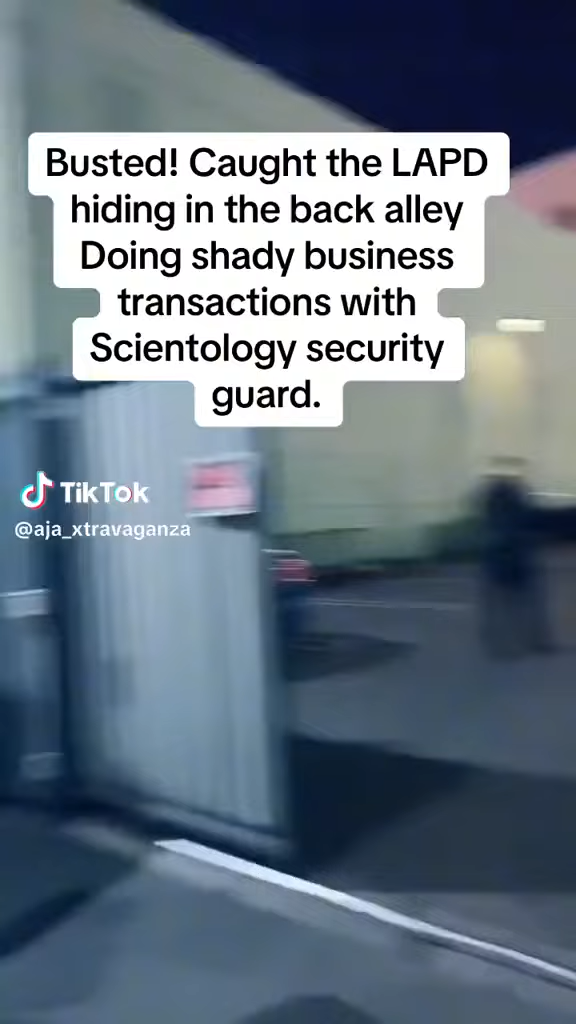 Busted! Caught the LAPD
hiding in the back alley
Doing shady business
transactions with
Scientology security
guard.
TikTok
@aja_xtravaganza